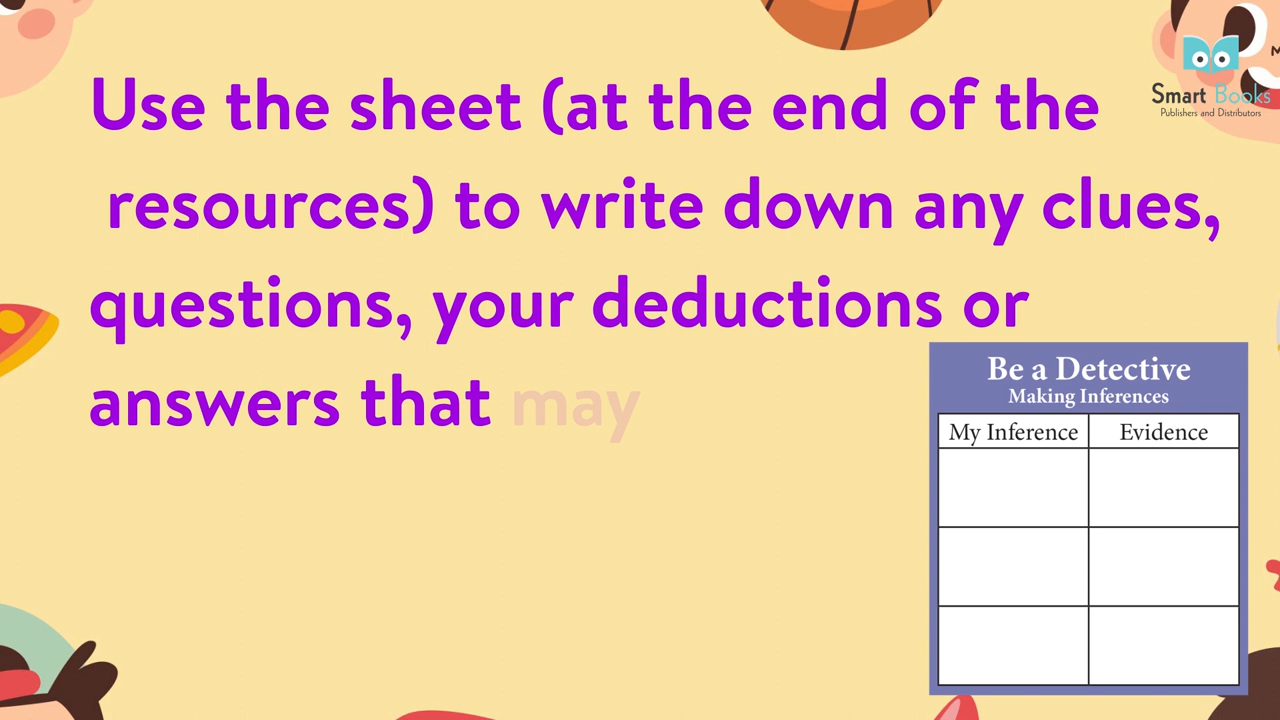 Use the sheet (at the end of the
resources) to write down any clues,
questions, your deductions or
answers that may
Smart Books
Publishers and Distributors
Be a Detective
Making Inferences
My Inference Evidence